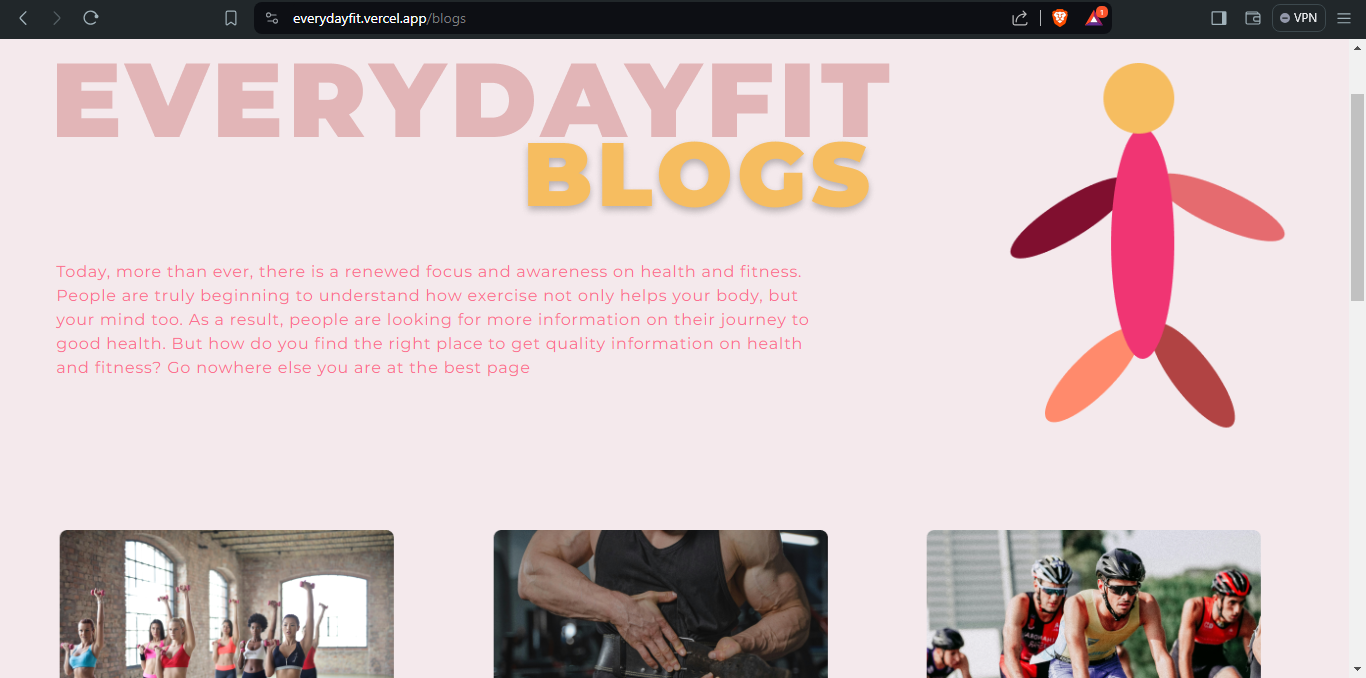 everydayfit.vercel.app/blogs
1
VPN
EVERYDAYFIT
BLOGS
Today, more than ever, there is a renewed focus and awareness on health and fitness.
People are truly beginning to understand how exercise not only helps your body, but
your mind too. As a result, people are looking for more information on their journey to
good health. But how do you find the right place to get quality information on health
and fitness? Go nowhere else you are at the best page